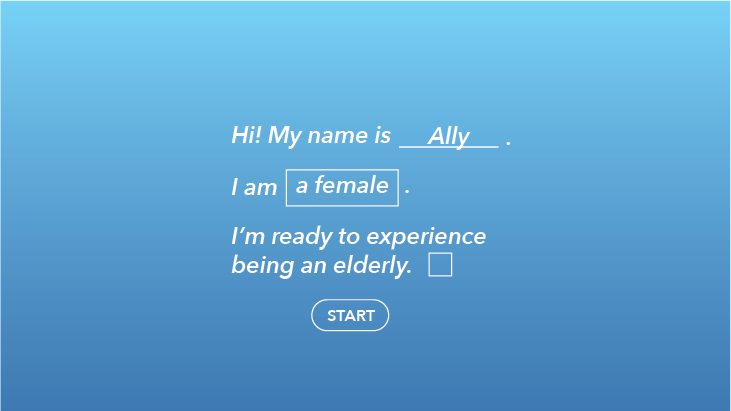 Hi! My name is Ally .
I am a female .
I’m ready to experience
being an elderly.
START